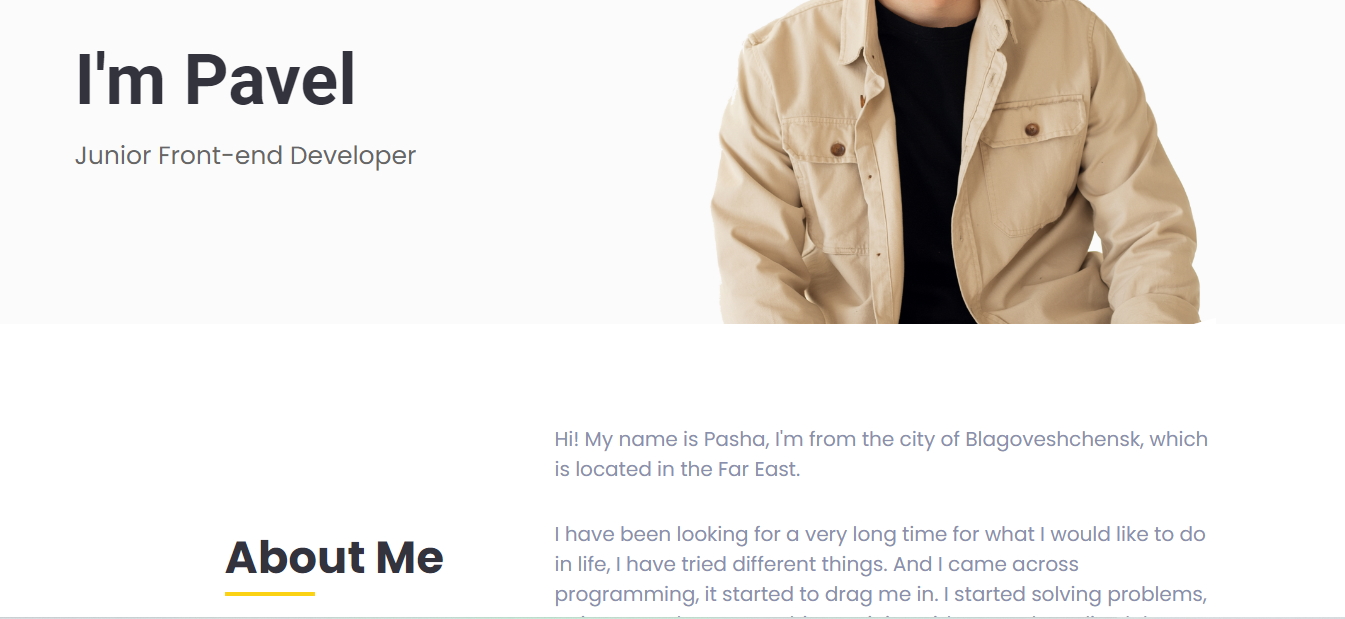 I'm Pavel
Junior Front-end Developer
About Me
Hi! My name is Pasha, I'm from the city of Blagoveshchensk, which
is located in the Far East.
I have been looking for a very long time for what I would like to do
in life, I have tried different things. And I came across
programming, it started to drag me in. I started solving problems,